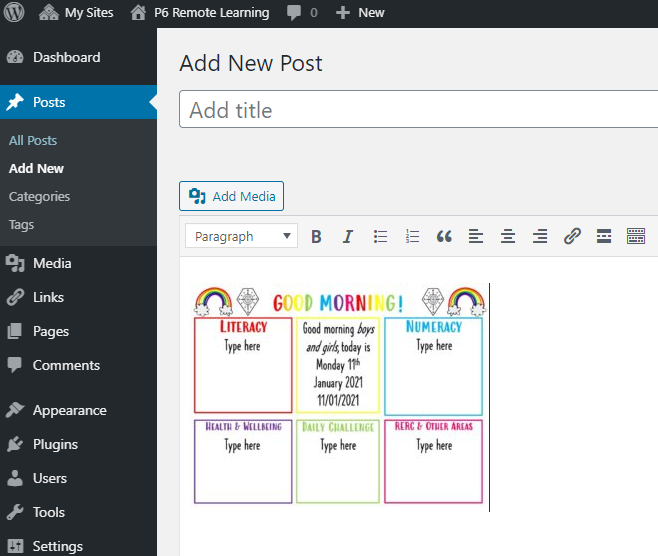 My Sites P6 Remote Learning 0 New
Dashboard
Posts
All Posts
Add New
Categories
Tags
Media
Links
Pages
Comments
Appearance
Plugins
Users
Tools
Settings
Add New Post
Add title
Add Media
Paragraph B I
GOOD MORNING!
LITERACY
Type here
Good morning boys
and girls, today is
Monday 11th
January 2021
11/01/2021
NUMERACY
Type here
HEALTH & WELLBEING
Type here
DAILY CHALLENGE
Type here
RERC & OTHER AREAS
Type here